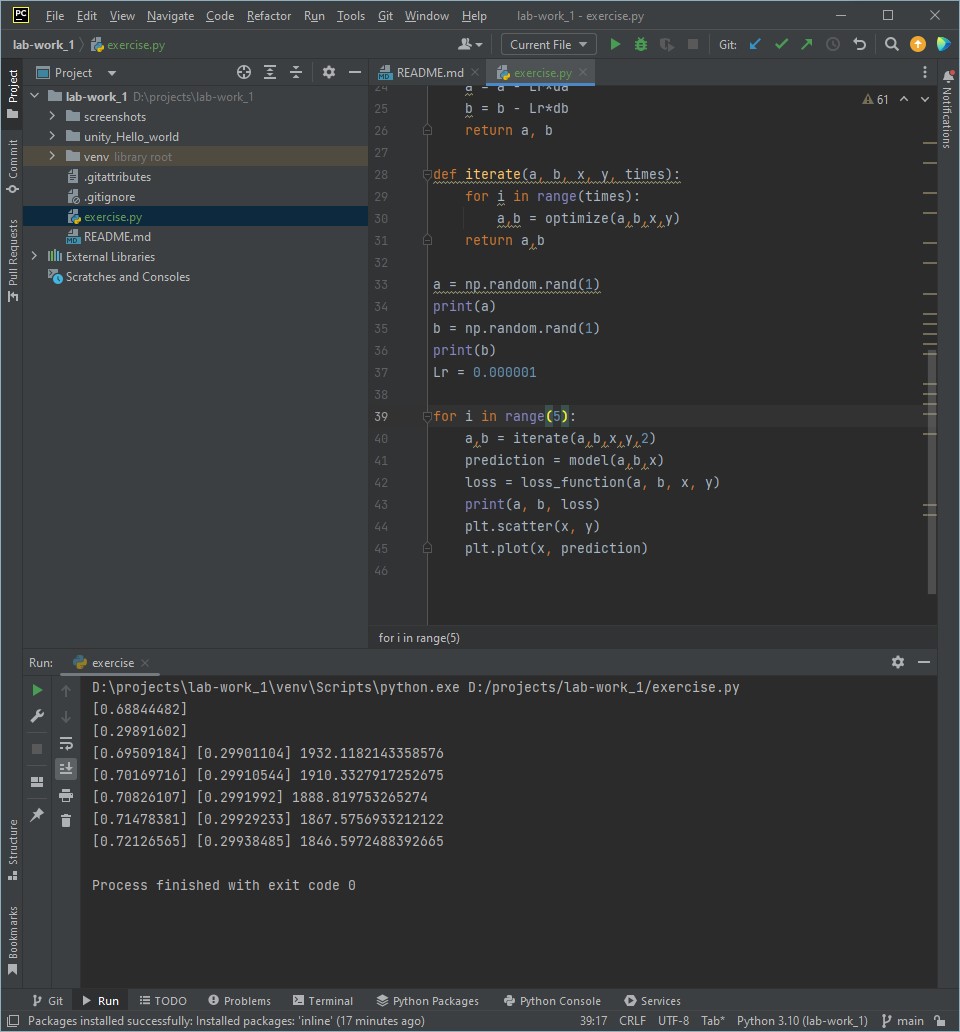 PC File Edit View Navigate Code Refactor Run Tools Git Window Help lab-work_1 - exercise.py
lab-work_1 exercise.py Current File Git:
Project
README.md exercise.py
lab-work_1 D:\projects\lab-work_1
screenshots
unity_Hello_world
venv library root
.gitattributes
.gitignore
exercise.py
README.md
External Libraries
Scratches and Consoles
Project
Commit
Pull Requests
Structure
Bookmarks
Notifications
61
24 a = a - Lr*da
25 b = b - Lr*db
26 return a, b
27
28 def iterate(a, b, x, y, times):
29 for i in range(times):
30 a,b = optimize(a,b,x,y)
31 return a,b
32
33 a = np.random.rand(1)
34 print(a)
35 b = np.random.rand(1)
36 print(b)
37 Lr = 0.000001
38
39 for i in range(5):
40 a,b = iterate(a,b,x,y,2)
41 prediction = model(a,b,x)
42 loss = loss_function(a, b, x, y)
43 print(a, b, loss)
44 plt.scatter(x, y)
45 plt.plot(x, prediction)
46
for i in range(5)
Run: exercise
D:\projects\lab-work_1\venv\Scripts\python.exe D:/projects/lab-work_1/exercise.py
[0.68844482]
[0.29891602]
[0.69509184] [0.29901104] 1932.1182143358576
[0.70169716] [0.29910544] 1910.3327917252675
[0.70826107] [0.2991992] 1888.819753265274
[0.71478381] [0.29929233] 1867.5756933212122
[0.72126565] [0.29938485] 1846.5972488392665
Process finished with exit code 0
Git Run TODO Problems Terminal Python Packages Python Console Services
Packages installed successfully: Installed packages: 'inline' (17 minutes ago) 39:17 CRLF UTF-8 Tab* Python 3.10 (lab-work_1) main